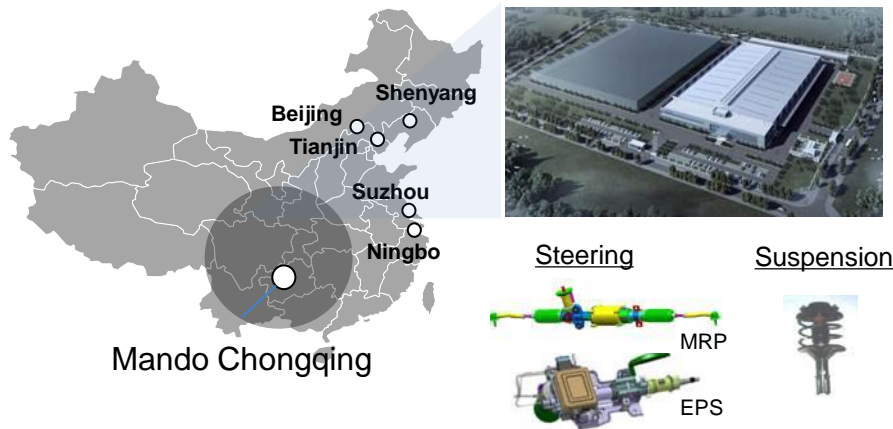 Shenyang
Beijing
Tianjin
Suzhou
Ningbo
Mando Chongqing
Steering
Suspension
MRP
EPS